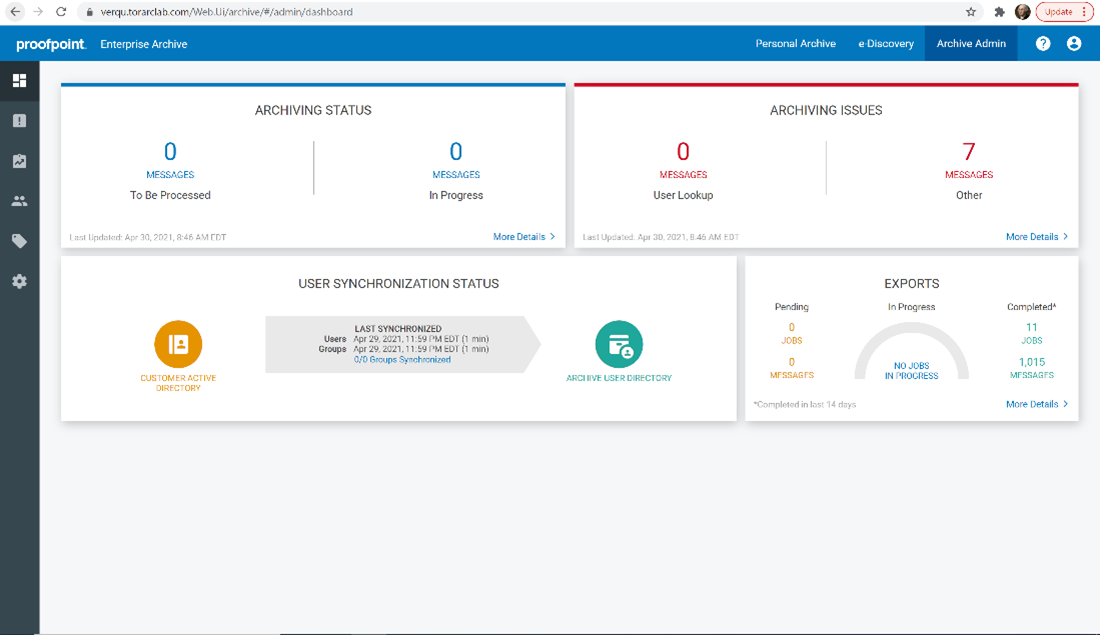 verqu.torarclab.com/Web.Ui/archive/#/admin/dashboard
Update
proofpoint.
Enterprise Archive
Personal Archive
e-Discovery
Archive Admin
ARCHIVING STATUS
0
MESSAGES
To Be Processed
0
MESSAGES
In Progress
Last Updated: Apr 30, 2021, 8:46 AM EDT
More Details
ARCHIVING ISSUES
0
MESSAGES
User Lookup
7
MESSAGES
Other
Last Updated: Apr 30, 2021, 8:46 AM EDT
More Details
USER SYNCHRONIZATION STATUS
CUSTOMER ACTIVE
DIRECTORY
LAST SYNCHRONIZED
Users Apr 29, 2021, 11:59 PM EDT (1 min)
Groups Apr 29, 2021, 11:59 PM EDT (1 min)
0/0 Groups Synchronized
ARCHIVE USER DIRECTORY
EXPORTS
Pending
0
JOBS
0
MESSAGES
In Progress
NO JOBS
IN PROGRESS
Completed*
11
JOBS
1,015
MESSAGES
*Completed in last 14 days
More Details